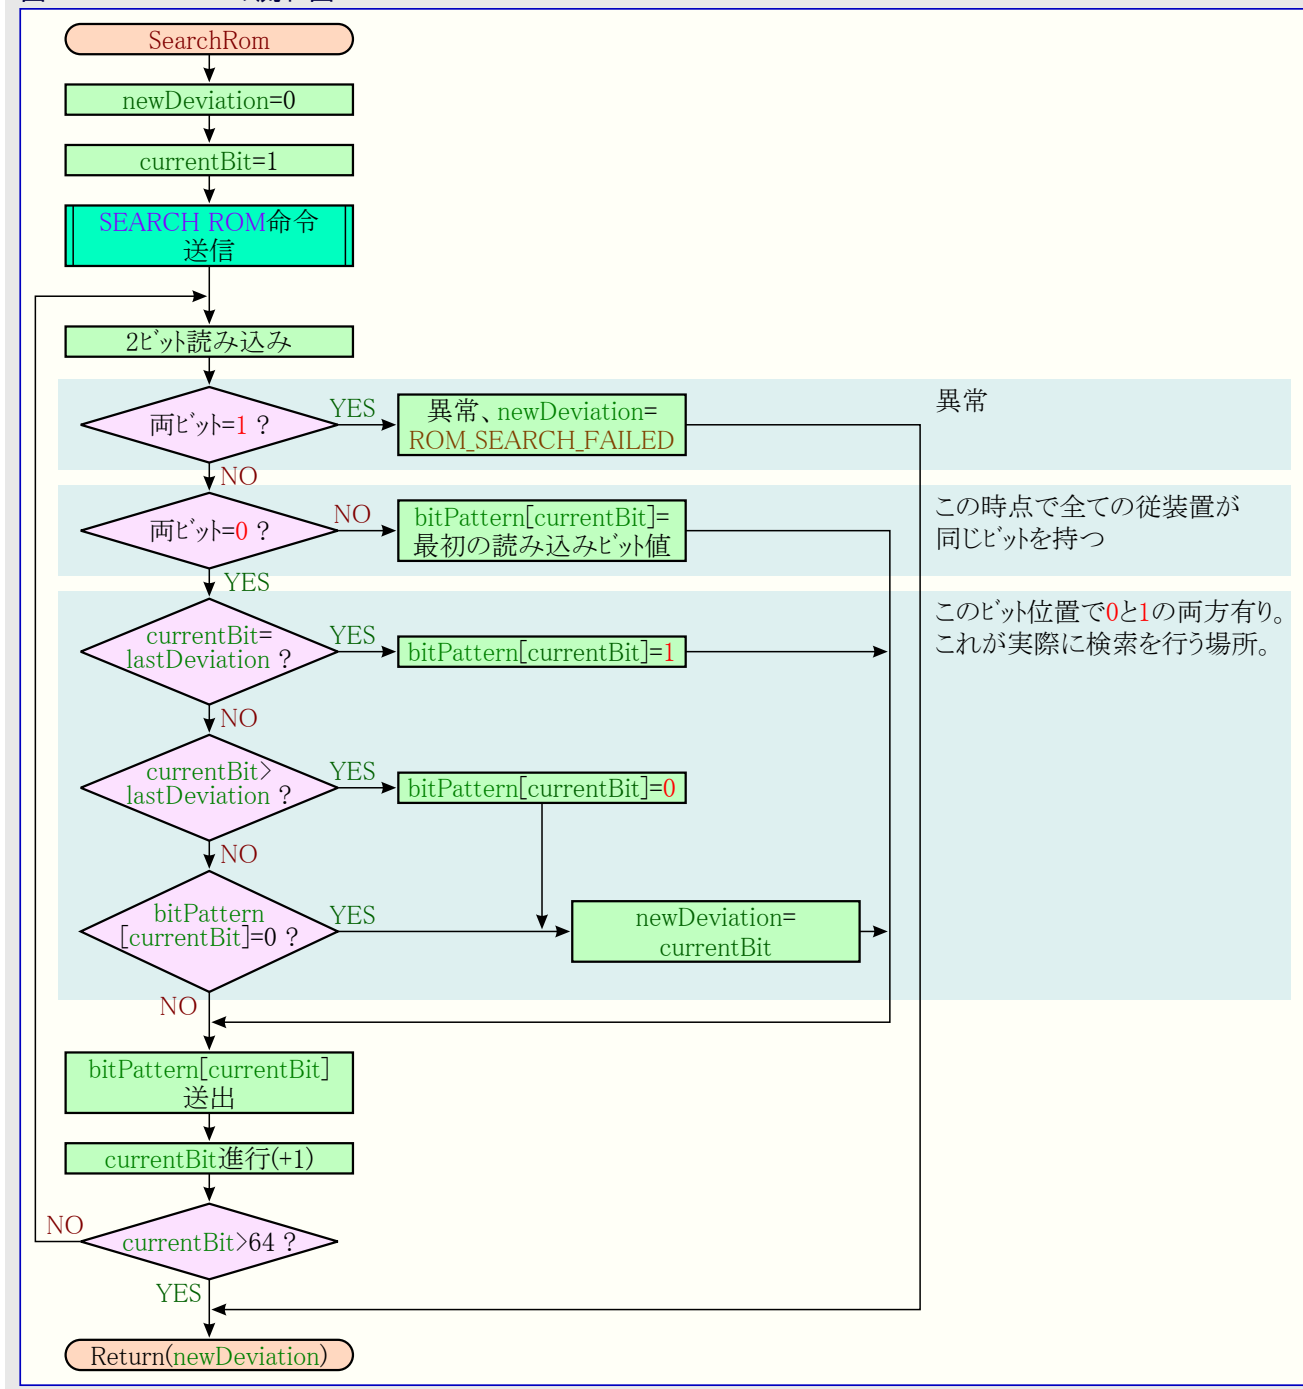 SearchRom
newDeviation=0
currentBit=1
SEARCH ROM命令
送信
2ﾋﾞｯﾄ読み込み
両ﾋﾞｯﾄ=1 ?
YES
異常、newDeviation=
ROM_SEARCH_FAILED
異常
NO
両ﾋﾞｯﾄ=0 ?
NO
bitPattern[currentBit]=
最初の読み込みﾋﾞｯﾄ値
この時点で全ての従装置が
同じﾋﾞｯﾄを持つ
YES
currentBit=
lastDeviation ?
YES
bitPattern[currentBit]=1
このﾋﾞｯﾄ位置で0と1の両方有り。
これが実際に検索を行う場所。
NO
currentBit>
lastDeviation ?
YES
bitPattern[currentBit]=0
NO
bitPattern
[currentBit]=0 ?
YES
newDeviation=
currentBit
NO
bitPattern[currentBit]
送出
currentBit進行(+1)
currentBit>64 ?
NO
YES
Return(newDeviation)